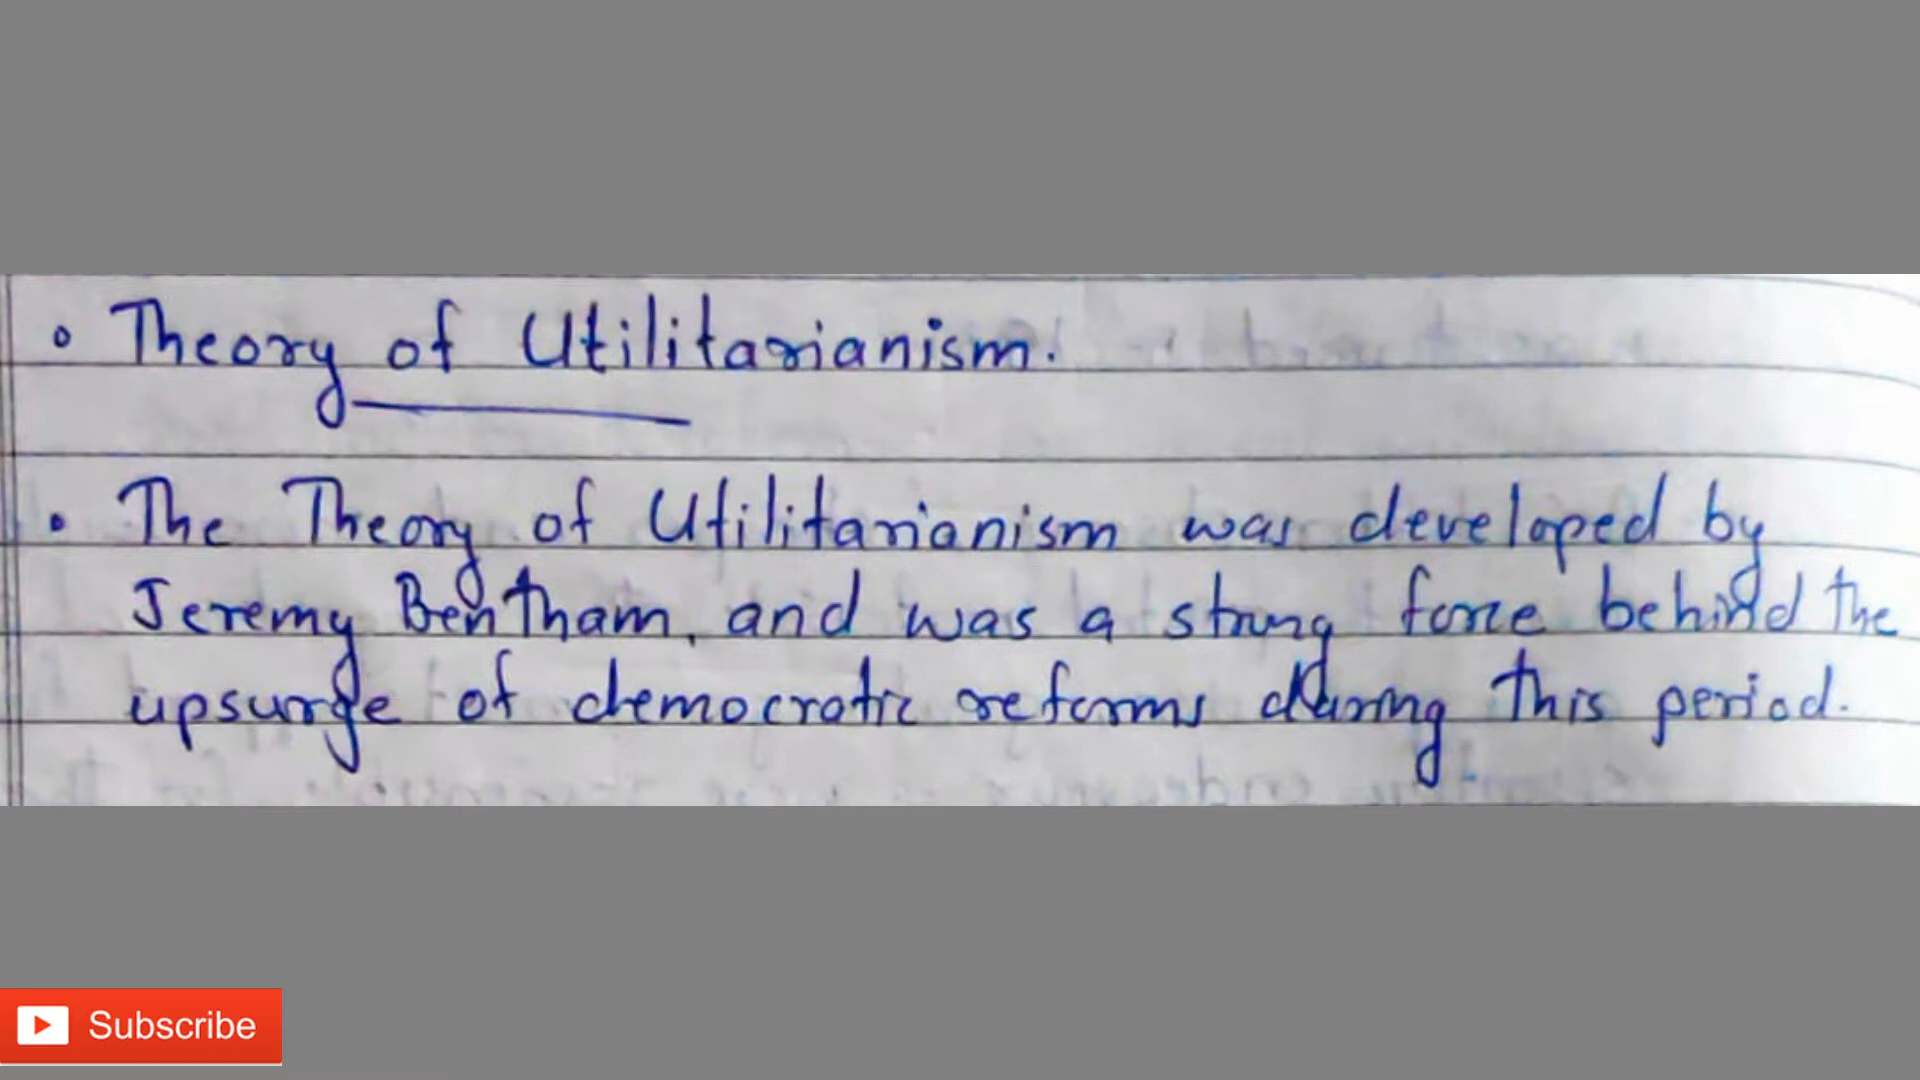 • Theory of Utilitarianism.
• The Theory of Utilitarianism was developed by
Jeremy Bentham, and was a strong force behind the
upsurge of democratic reforms during this period.
Subscribe